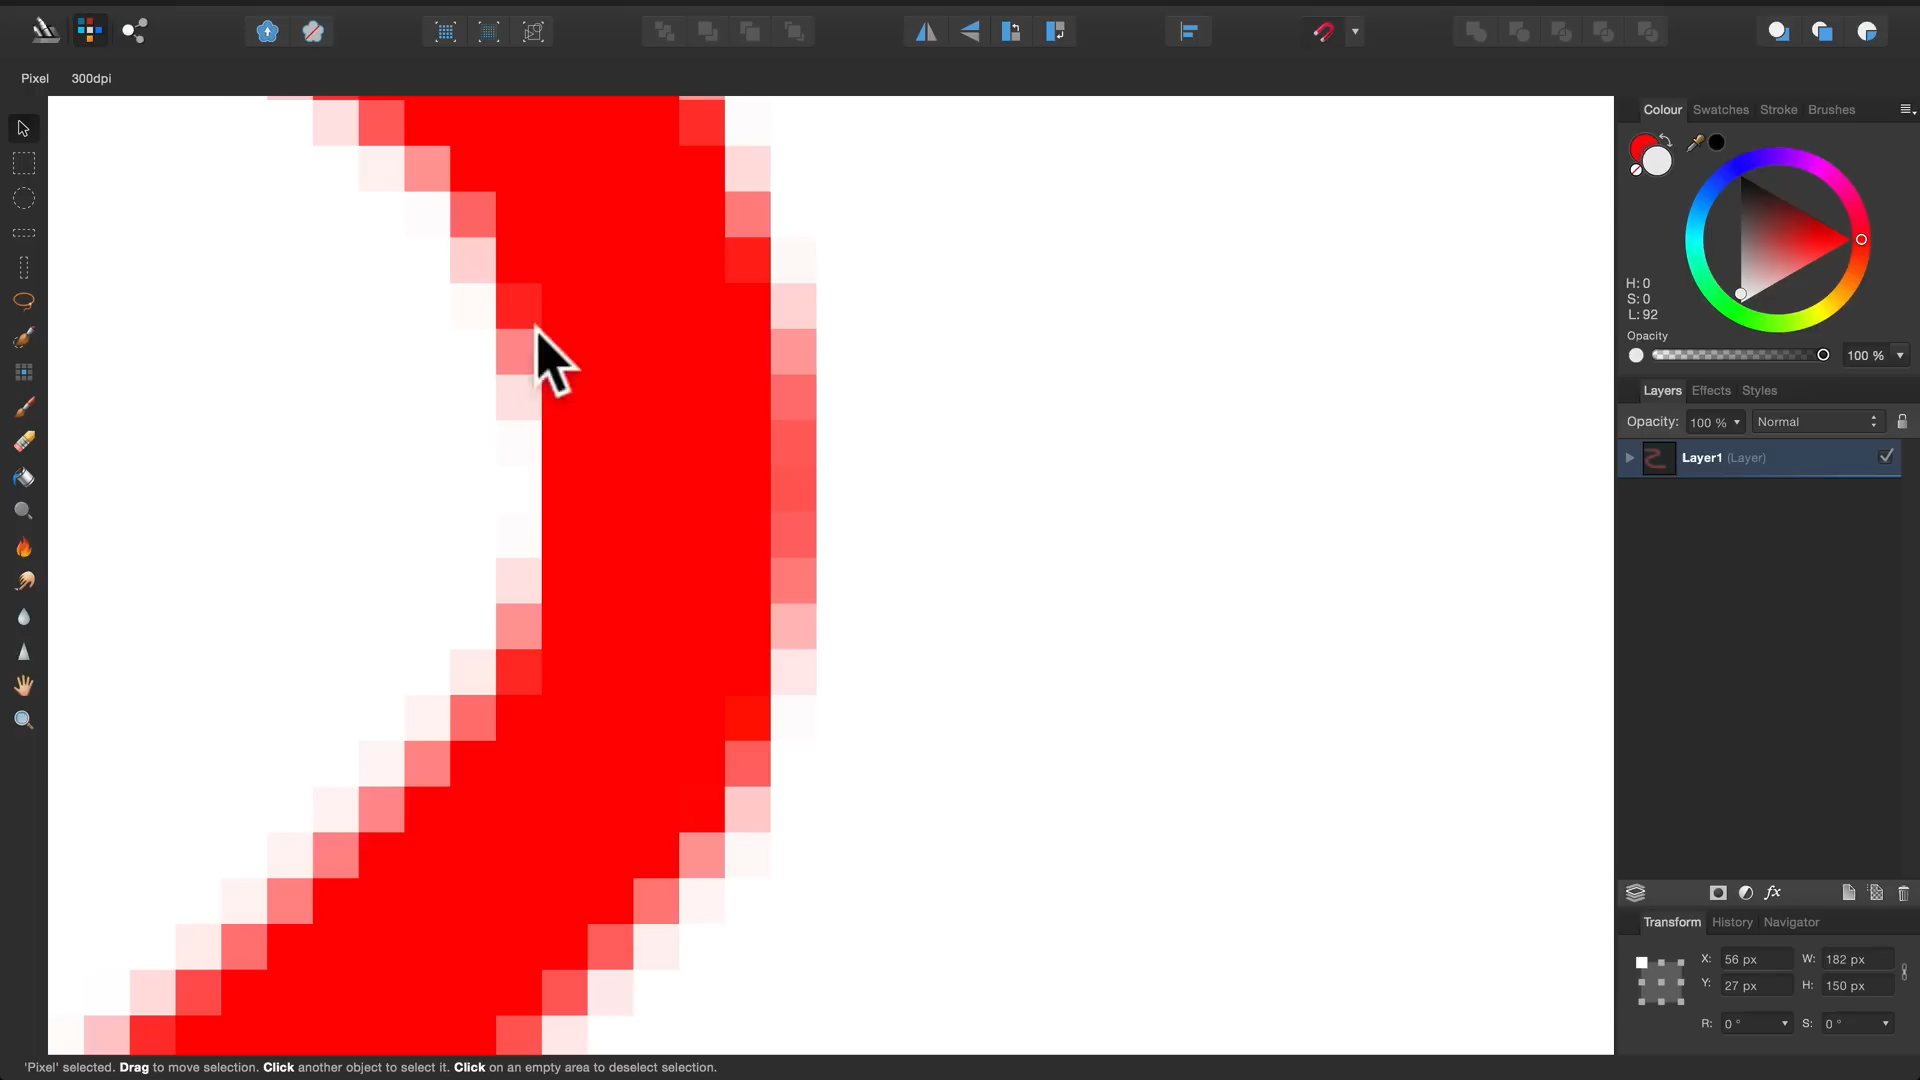 Pixel 300dpi
Colour Swatches Stroke Brushes
H: 0
S: 0
L: 92
Opacity
100 %
Layers Effects Styles
Opacity: 100 % Normal
Layer1 (Layer)
fx
Transform History Navigator
X: 56 px W: 182 px
Y: 27 px H: 150 px
R: 0 ° S: 0 °
'Pixel' selected. Drag to move selection. Click another object to select it. Click on an empty area to deselect selection.